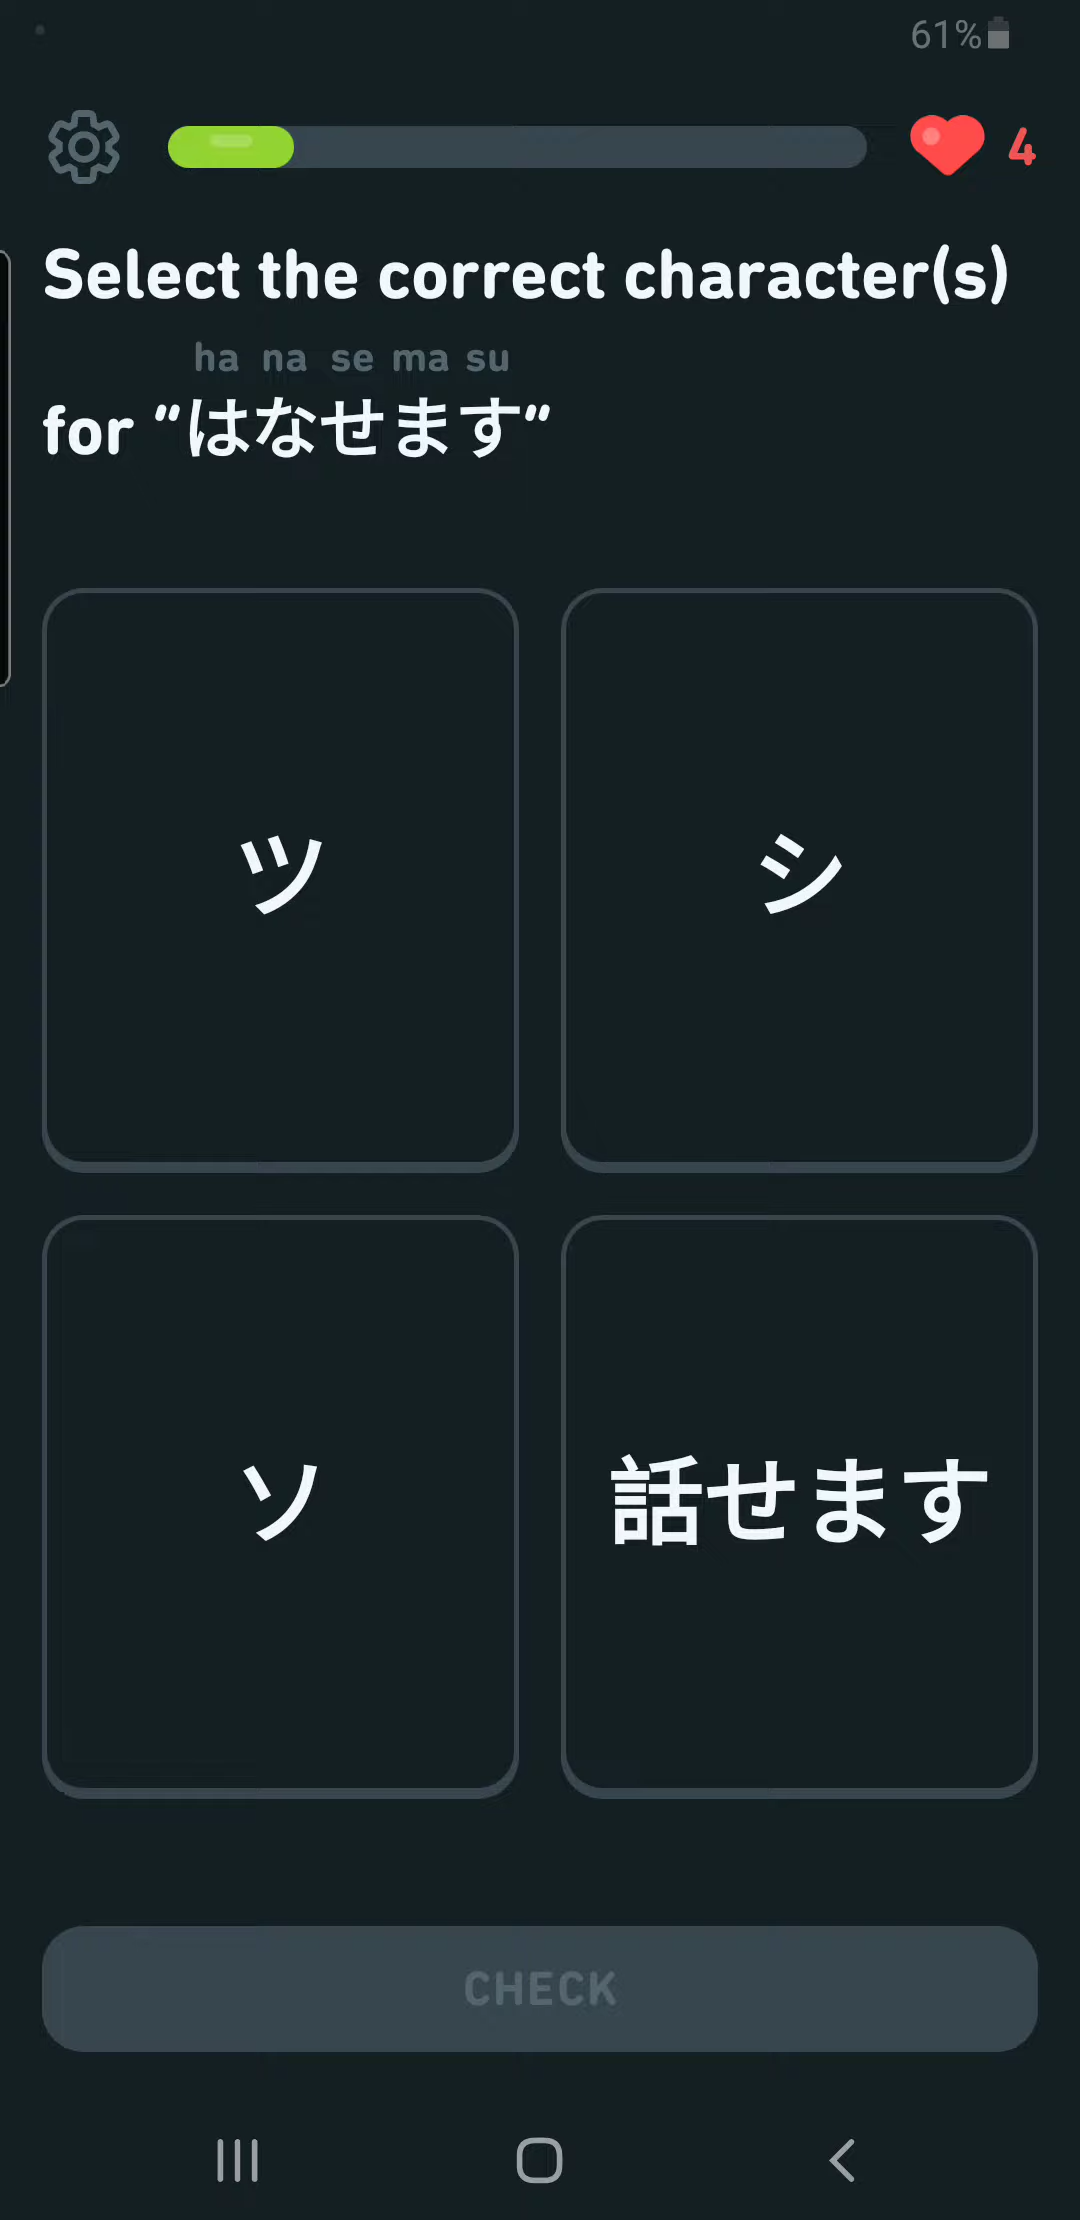 61%
4
Select the correct character(s)
ha na se ma su
for "はなせます"
ツ
シ
ソ
話せます
CHECK